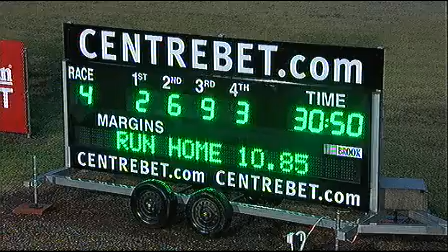 CENTREBET.com
RACE 1ST 2ND 3RD 4TH TIME
4 2 6 9 3 30:50
MARGINS
RUN HOME 10.85
BROOK
CENTREBET.com CENTREBET.com